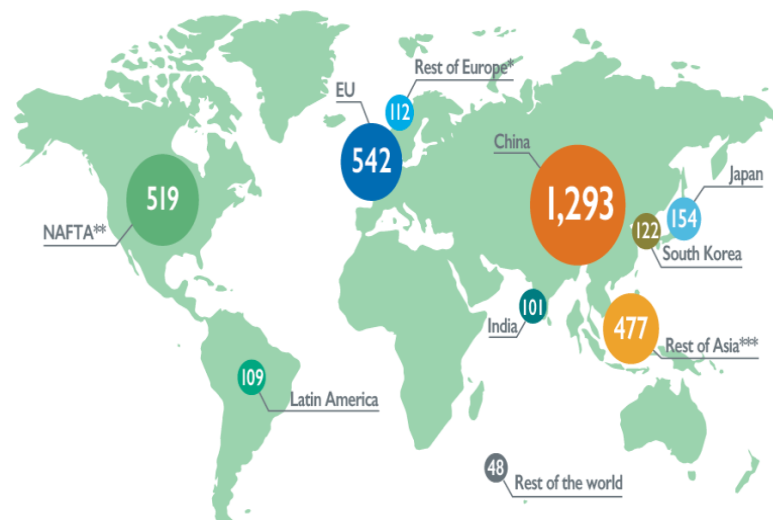 Rest of Europe*
EU
112
China
542
519
Japan
1,293
154
NAFTA**
122
South Korea
101
India
477
Rest of Asia***
109
Latin America
48
Rest of the world